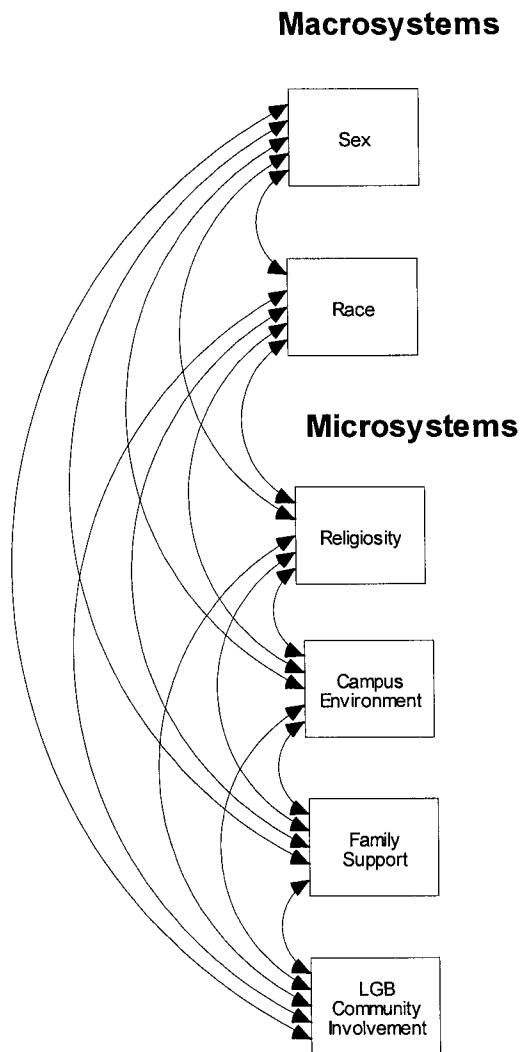 Macrosystems
Sex
Race
Microsystems
Religiosity
Campus
Environment
Family
Support
LGB
Community
Involvement